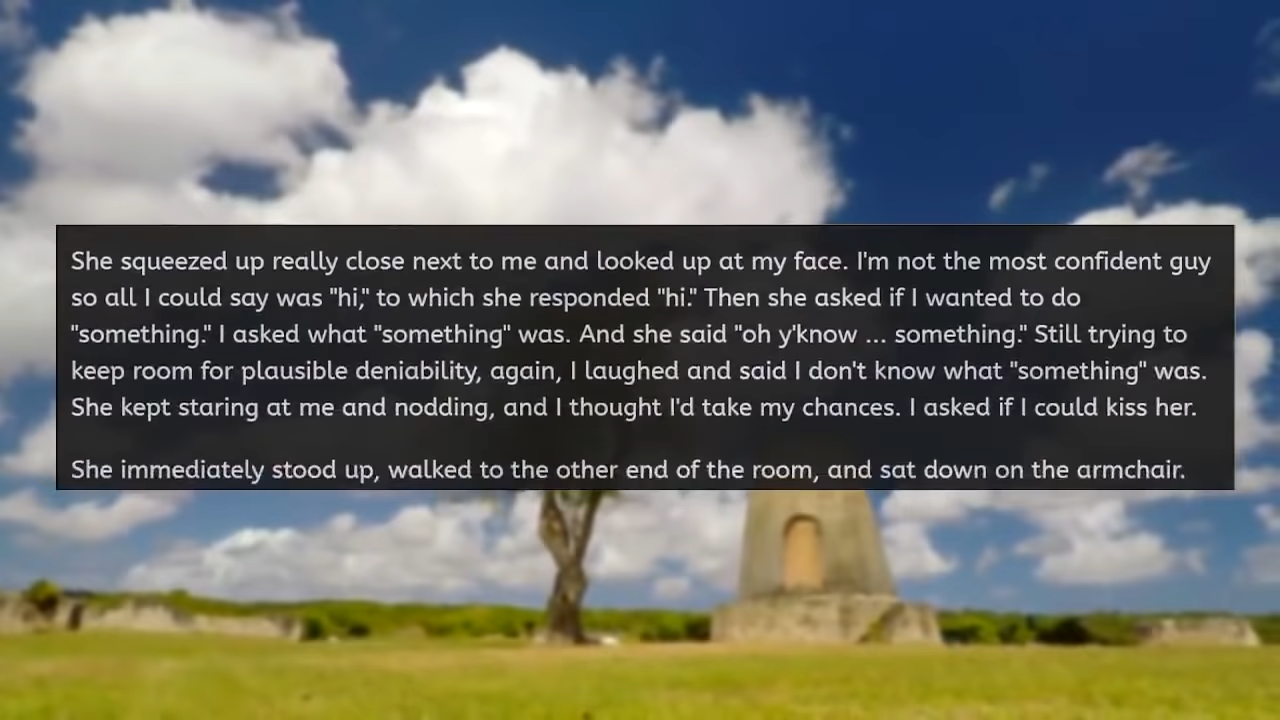 She squeezed up really close next to me and looked up at my face. I'm not the most confident guy
so all I could say was "hi," to which she responded "hi." Then she asked if I wanted to do
"something." I asked what "something" was. And she said "oh y'know ... something." Still trying to
keep room for plausible deniability, again, I laughed and said I don't know what "something" was.
She kept staring at me and nodding, and I thought I'd take my chances. I asked if I could kiss her.
She immediately stood up, walked to the other end of the room, and sat down on the armchair.